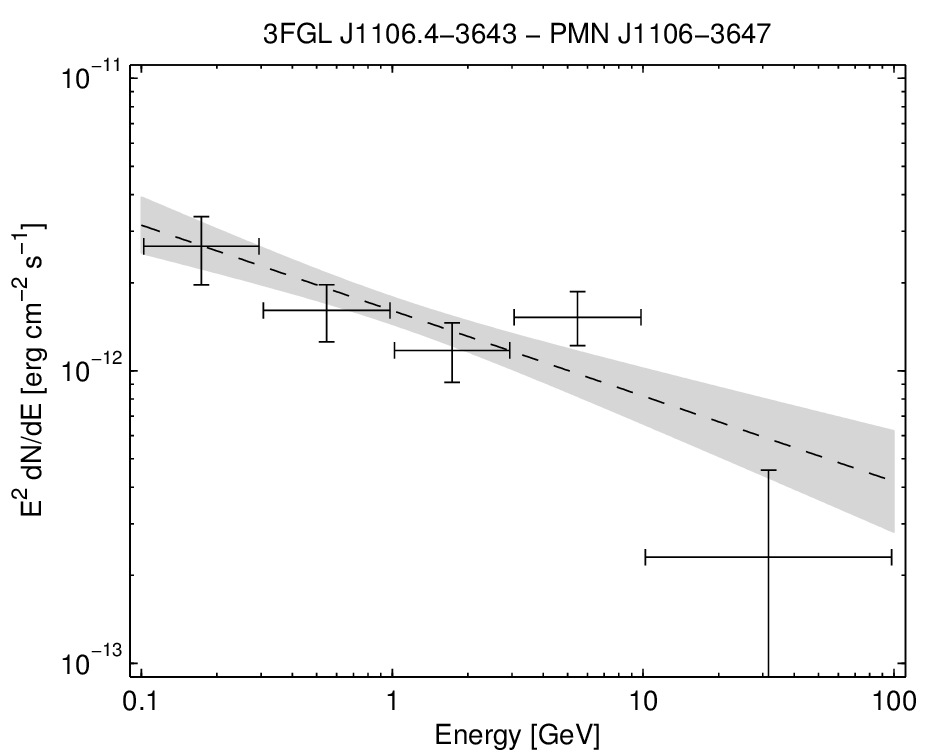 3FGL J1106.4−3643 − PMN J1106−3647
10⁻¹¹
10⁻¹²
10⁻¹³
E² dN/dE [erg cm⁻² s⁻¹]
0.1 1 10 100
Energy [GeV]